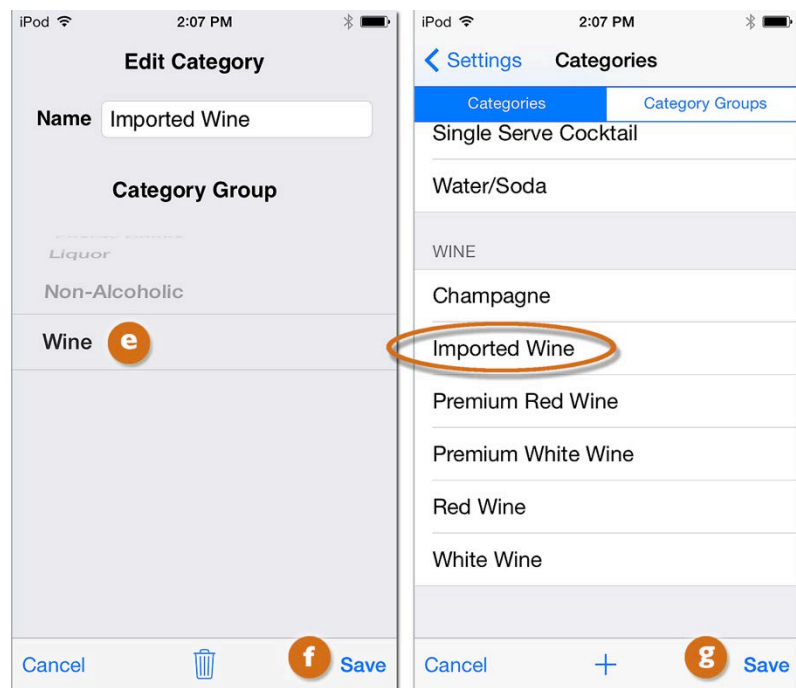 iPod 2:07 PM
Edit Category
Name Imported Wine
Category Group
Liquor
Non-Alcoholic
Wine e
Cancel f Save
iPod 2:07 PM
Settings Categories
Categories Category Groups
Single Serve Cocktail
Water/Soda
WINE
Champagne
Imported Wine
Premium Red Wine
Premium White Wine
Red Wine
White Wine
Cancel + g Save